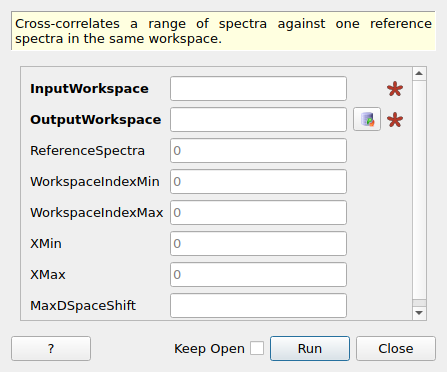 Cross-correlates a range of spectra against one reference
spectra in the same workspace.
InputWorkspace
OutputWorkspace
ReferenceSpectra 0
WorkspaceIndexMin 0
WorkspaceIndexMax 0
XMin 0
XMax 0
MaxDSpaceShift
? Keep Open Run Close